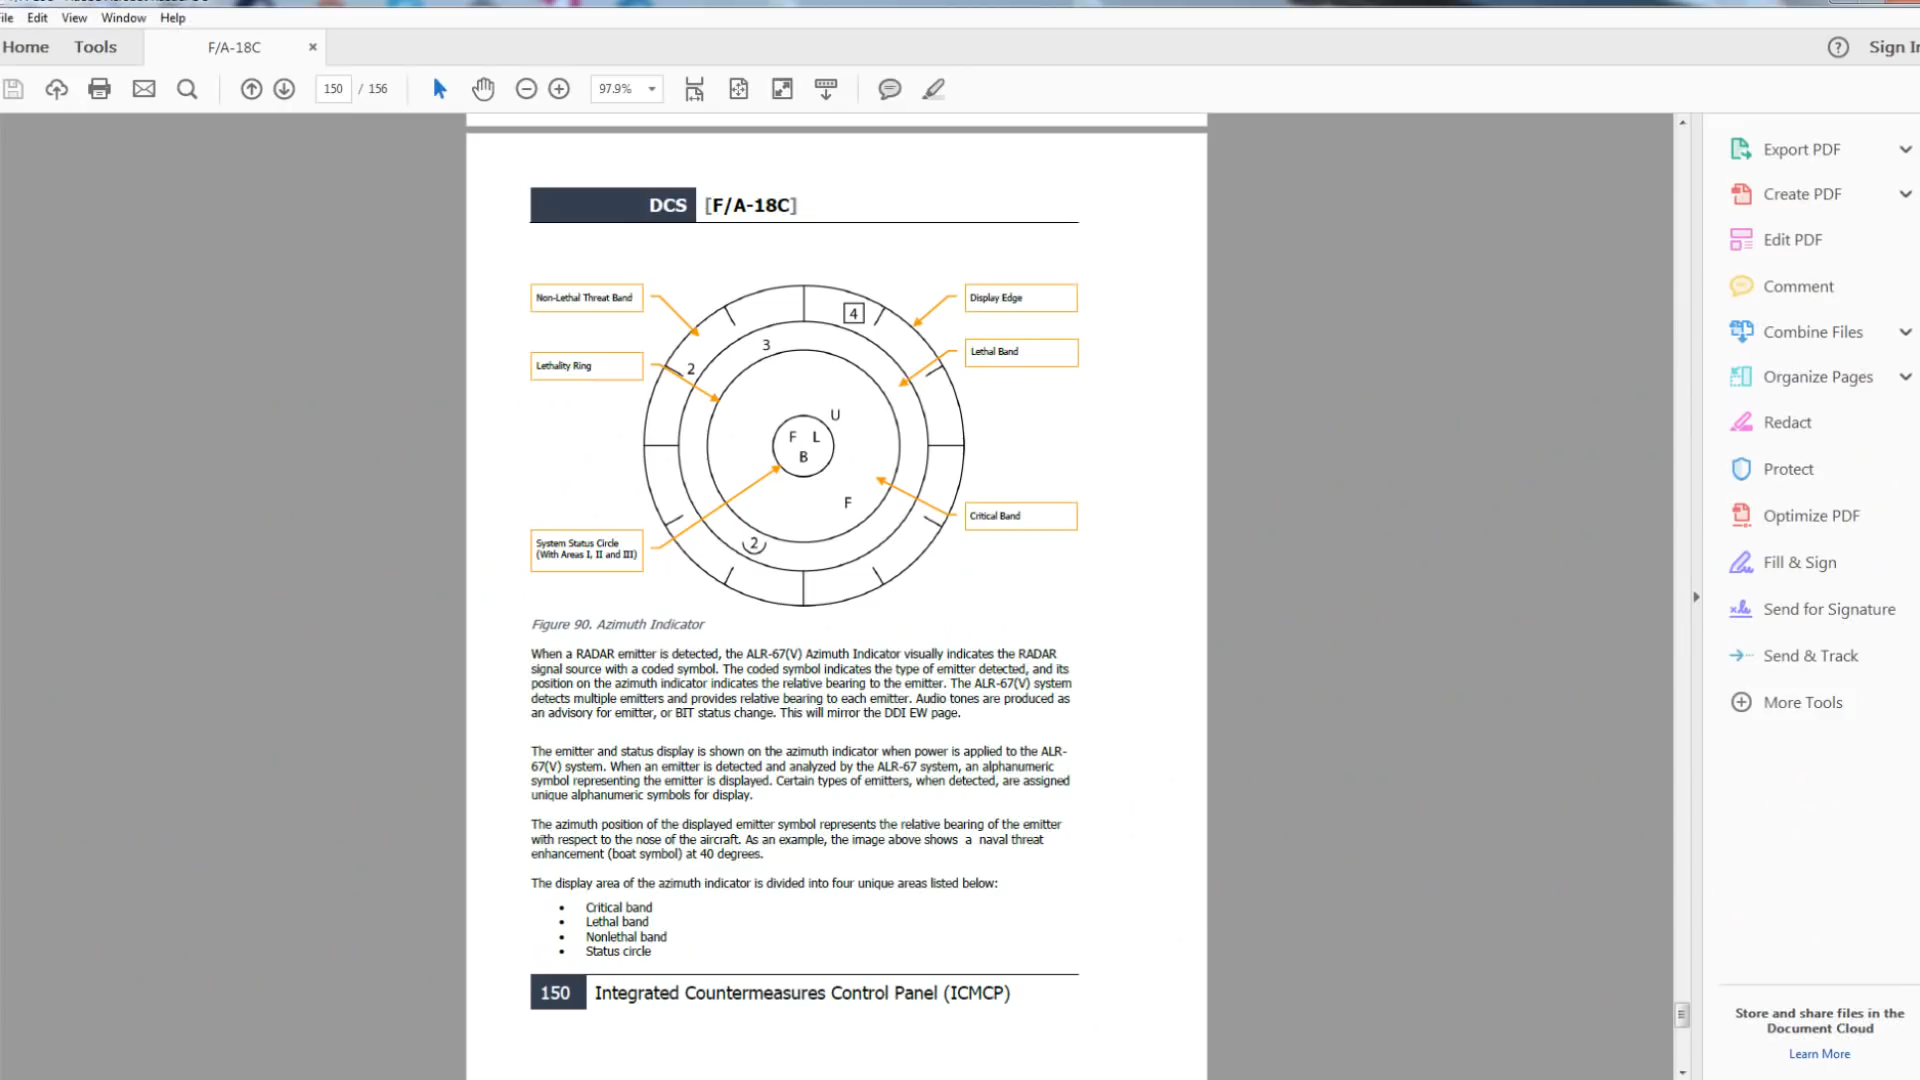 File Edit View Window Help
Home Tools F/A-18C × ? Sign In
150 / 156 97.9%
DCS [F/A-18C]
Non-Lethal Threat Band
Display Edge
4
3
Lethality Ring
Lethal Band
2
U
F L
B
F
Critical Band
System Status Circle
(With Areas I, II and III)
2
Figure 90. Azimuth Indicator
When a RADAR emitter is detected, the ALR-67(V) Azimuth Indicator visually indicates the RADAR
signal source with a coded symbol. The coded symbol indicates the type of emitter detected, and its
position on the azimuth indicator indicates the relative bearing to the emitter. The ALR-67(V) system
detects multiple emitters and provides relative bearing to each emitter. Audio tones are produced as
an advisory for emitter, or BIT status change. This will mirror the DDI EW page.
The emitter and status display is shown on the azimuth indicator when power is applied to the ALR-
67(V) system. When an emitter is detected and analyzed by the ALR-67 system, an alphanumeric
symbol representing the emitter is displayed. Certain types of emitters, when detected, are assigned
unique alphanumeric symbols for display.
The azimuth position of the displayed emitter symbol represents the relative bearing of the emitter
with respect to the nose of the aircraft. As an example, the image above shows a naval threat
enhancement (boat symbol) at 40 degrees.
The display area of the azimuth indicator is divided into four unique areas listed below:
• Critical band
• Lethal band
• Nonlethal band
• Status circle
150 Integrated Countermeasures Control Panel (ICMCP)
Export PDF
Create PDF
Edit PDF
Comment
Combine Files
Organize Pages
Redact
Protect
Optimize PDF
Fill & Sign
Send for Signature
Send & Track
More Tools
Store and share files in the
Document Cloud
Learn More